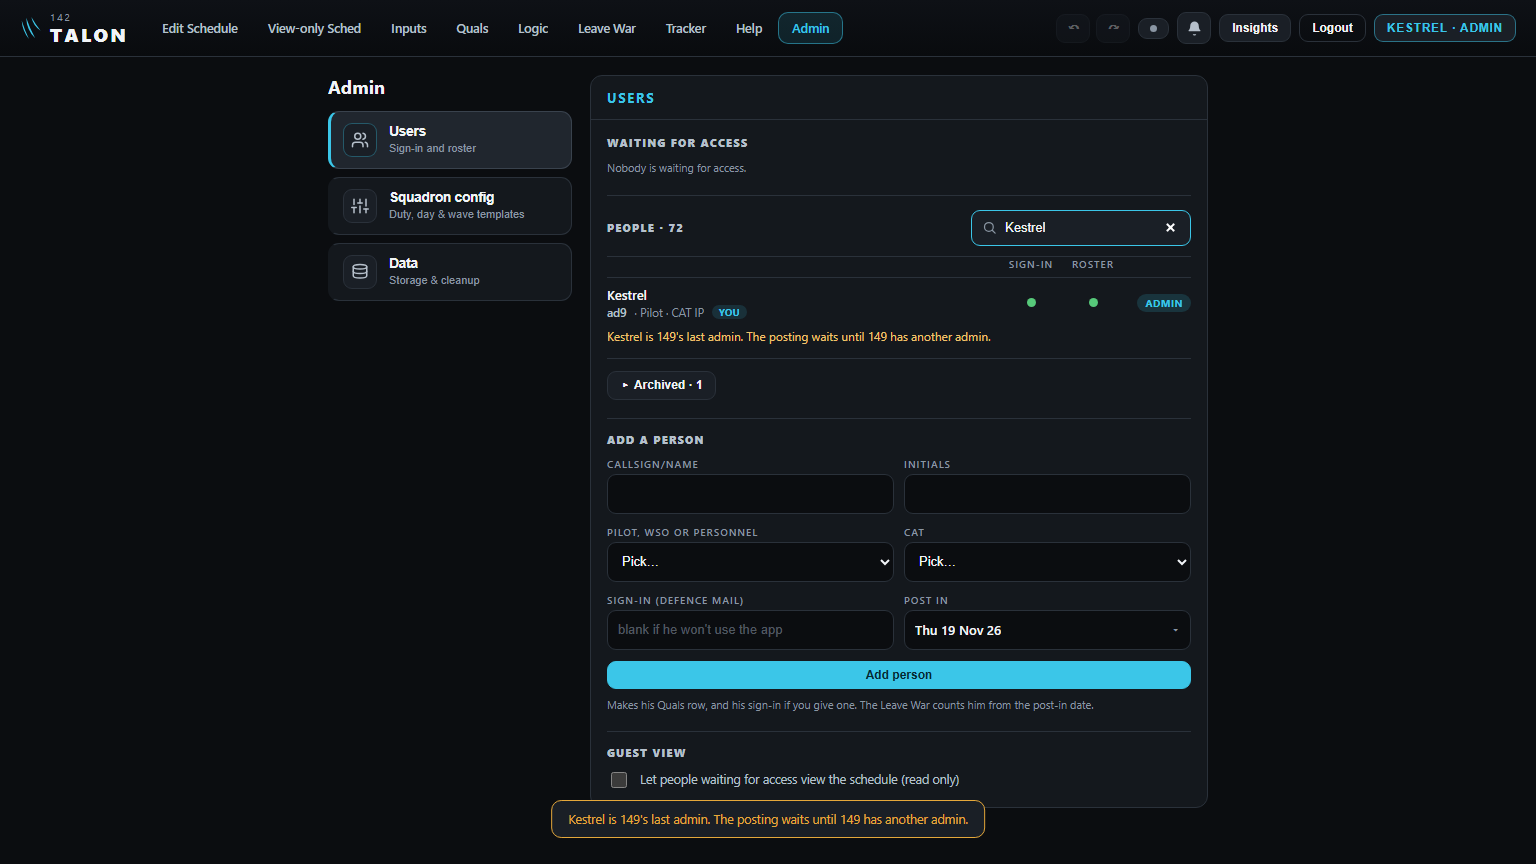 142
TALON
Edit Schedule
View-only Sched
Inputs
Quals
Logic
Leave War
Tracker
Help
Admin
Insights
Logout
KESTREL · ADMIN
Admin
Users
Sign-in and roster
Squadron config
Duty, day & wave templates
Data
Storage & cleanup
USERS
WAITING FOR ACCESS
Nobody is waiting for access.
PEOPLE · 72
Kestrel
SIGN-IN
ROSTER
Kestrel
ad9 · Pilot · CAT IP YOU
ADMIN
Kestrel is 149's last admin. The posting waits until 149 has another admin.
Archived · 1
ADD A PERSON
CALLSIGN/NAME
INITIALS
PILOT, WSO OR PERSONNEL
CAT
Pick...
Pick...
SIGN-IN (DEFENCE MAIL)
POST IN
blank if he won't use the app
Thu 19 Nov 26
Add person
Makes his Quals row, and his sign-in if you give one. The Leave War counts him from the post-in date.
GUEST VIEW
Let people waiting for access view the schedule (read only)
Kestrel is 149's last admin. The posting waits until 149 has another admin.